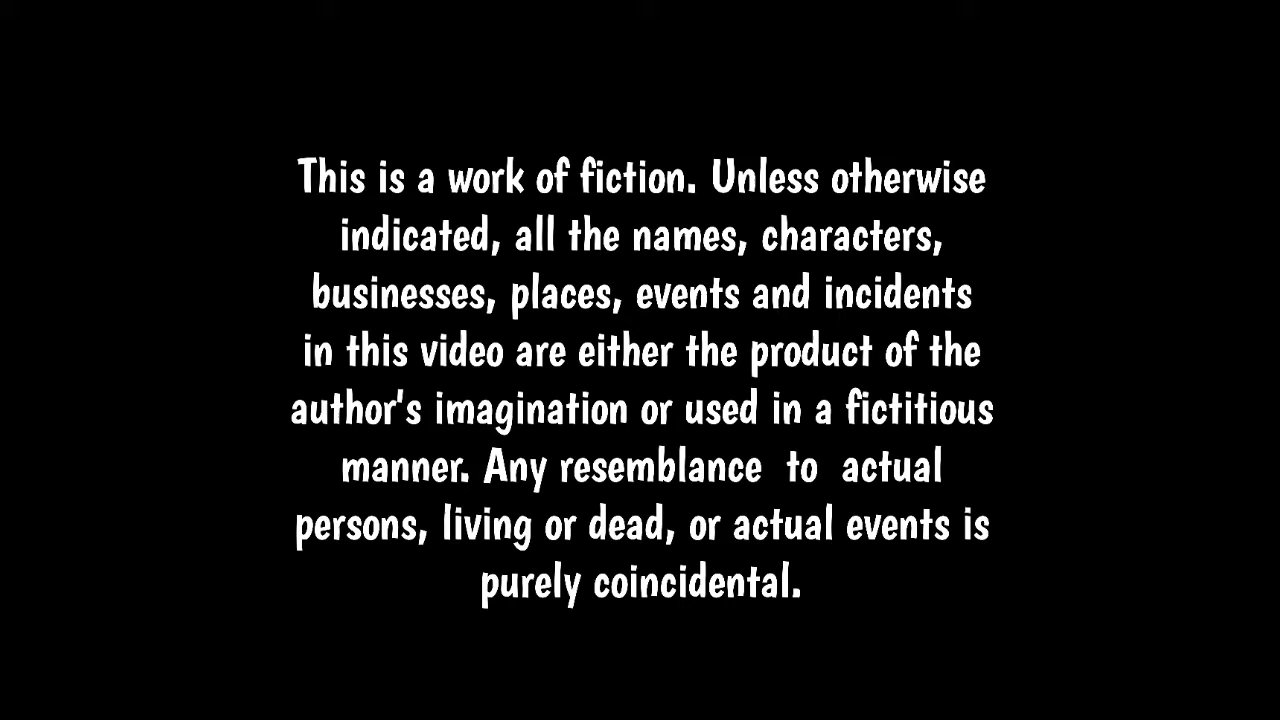 This is a work of fiction. Unless otherwise
indicated, all the names, characters,
businesses, places, events and incidents
in this video are either the product of the
author's imagination or used in a fictitious
manner. Any resemblance  to  actual
persons, living or dead, or actual events is
purely coincidental.